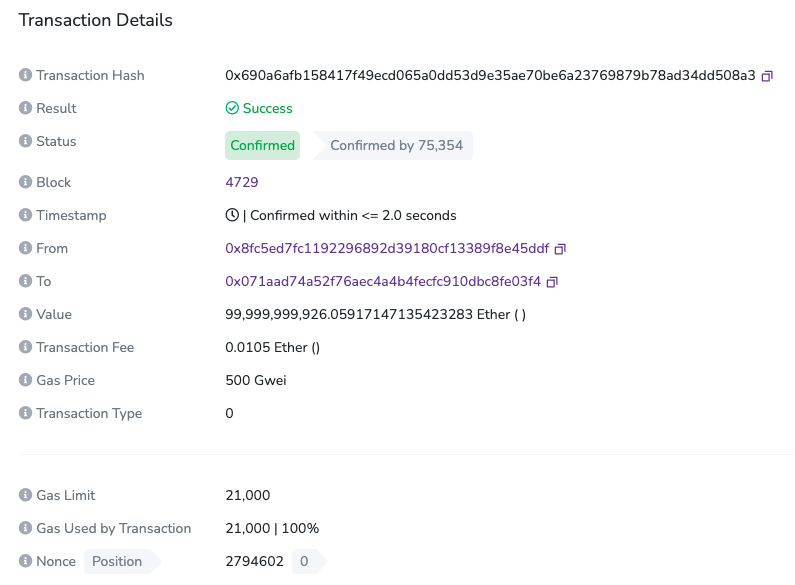 Transaction Details
Transaction Hash 0x690a6afb158417f49ecd065a0dd53d9e35ae70be6a23769879b78ad34dd508a3
Result Success
Status Confirmed Confirmed by 75,354
Block 4729
Timestamp | Confirmed within <= 2.0 seconds
From 0x8fc5ed7fc1192296892d39180cf13389f8e45ddf
To 0x071aad74a52f76aec4a4b4fecfc910dbc8fe03f4
Value 99,999,999,926.05917147135423283 Ether ( )
Transaction Fee 0.0105 Ether ()
Gas Price 500 Gwei
Transaction Type 0
Gas Limit 21,000
Gas Used by Transaction 21,000 | 100%
Nonce Position 2794602 0